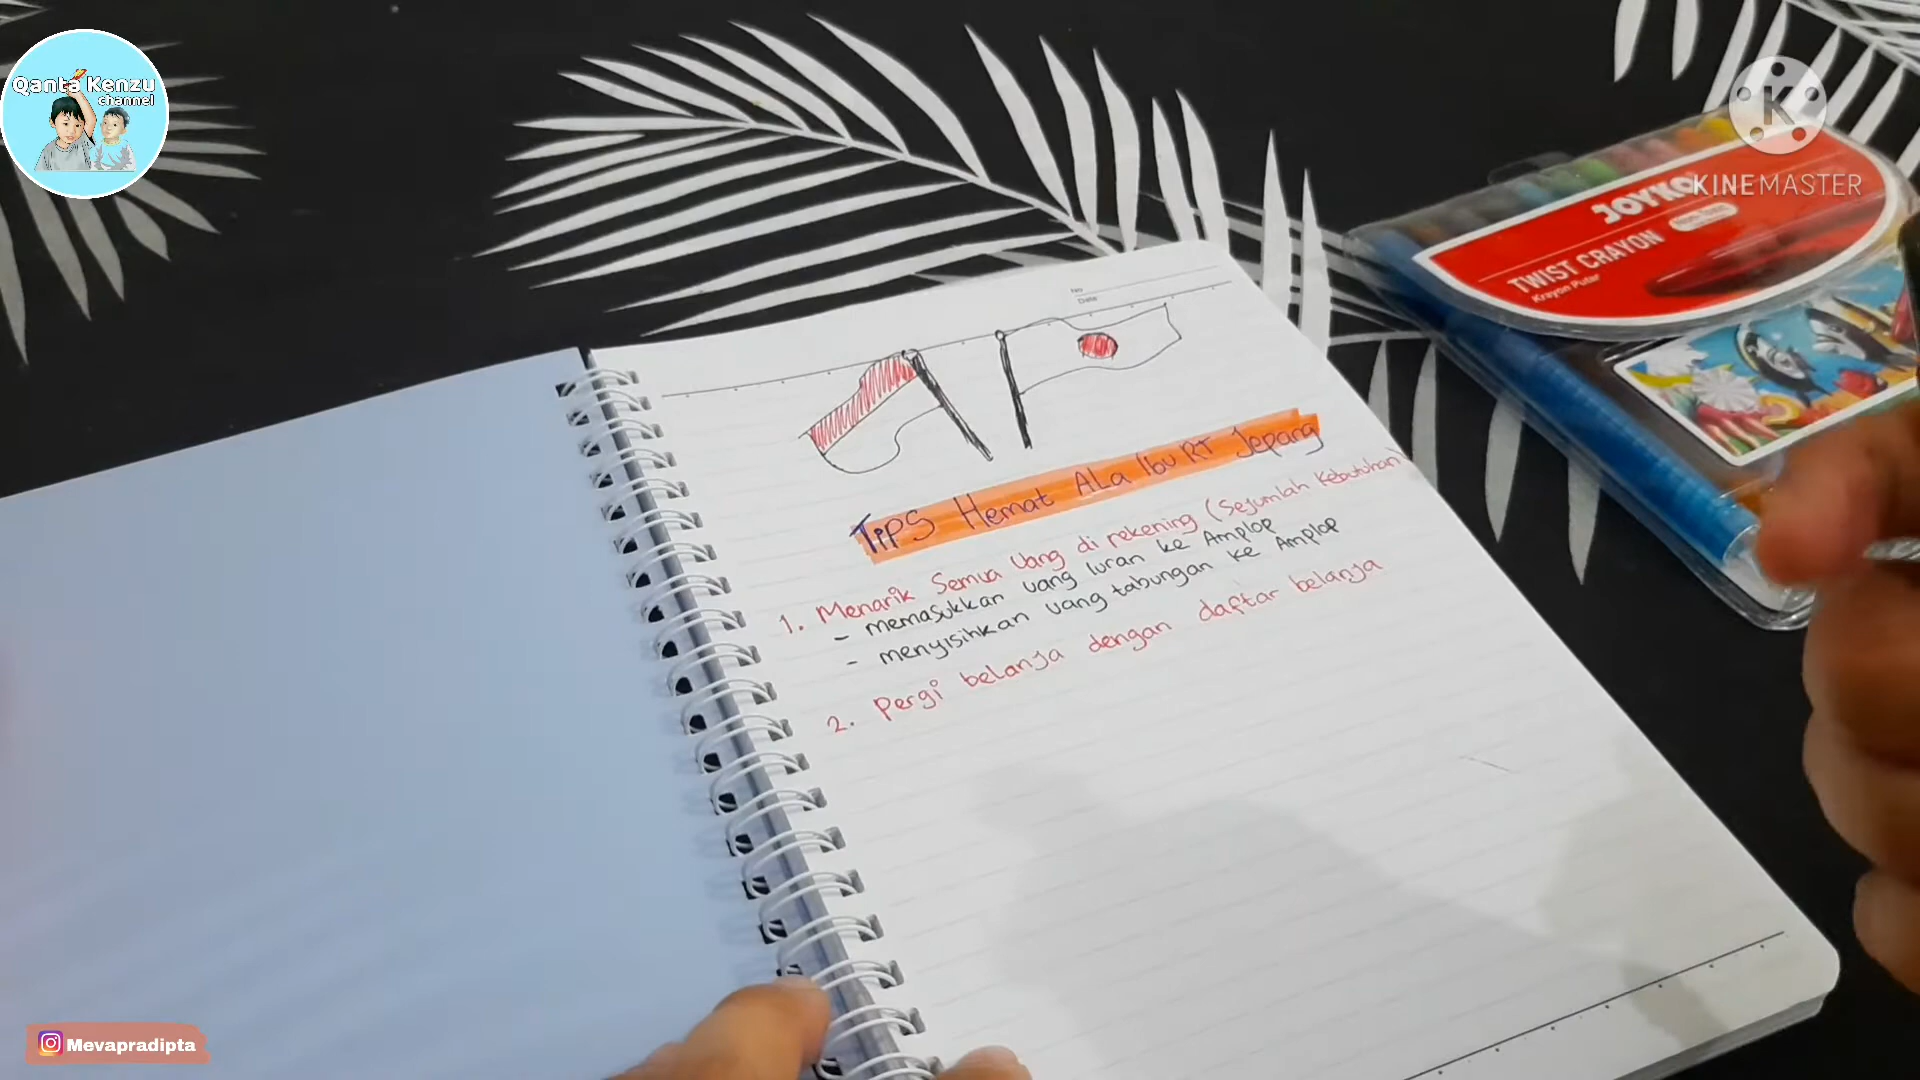 Qanta Kenzu
channel
KINEMASTER
K
JOYKO
TWIST CRAYON
Krayon Putar
No
Date
TiPS Hemat ALa Ibu RT Jepang
1. Menarik Semua Uang di rekening (Sejumlah Kebutuhan)
- memasukkan uang Iuran ke Amplop
- menyisihkan uang tabungan ke Amplop
2. Pergi belanja dengan daftar belanja
Mevapradipta